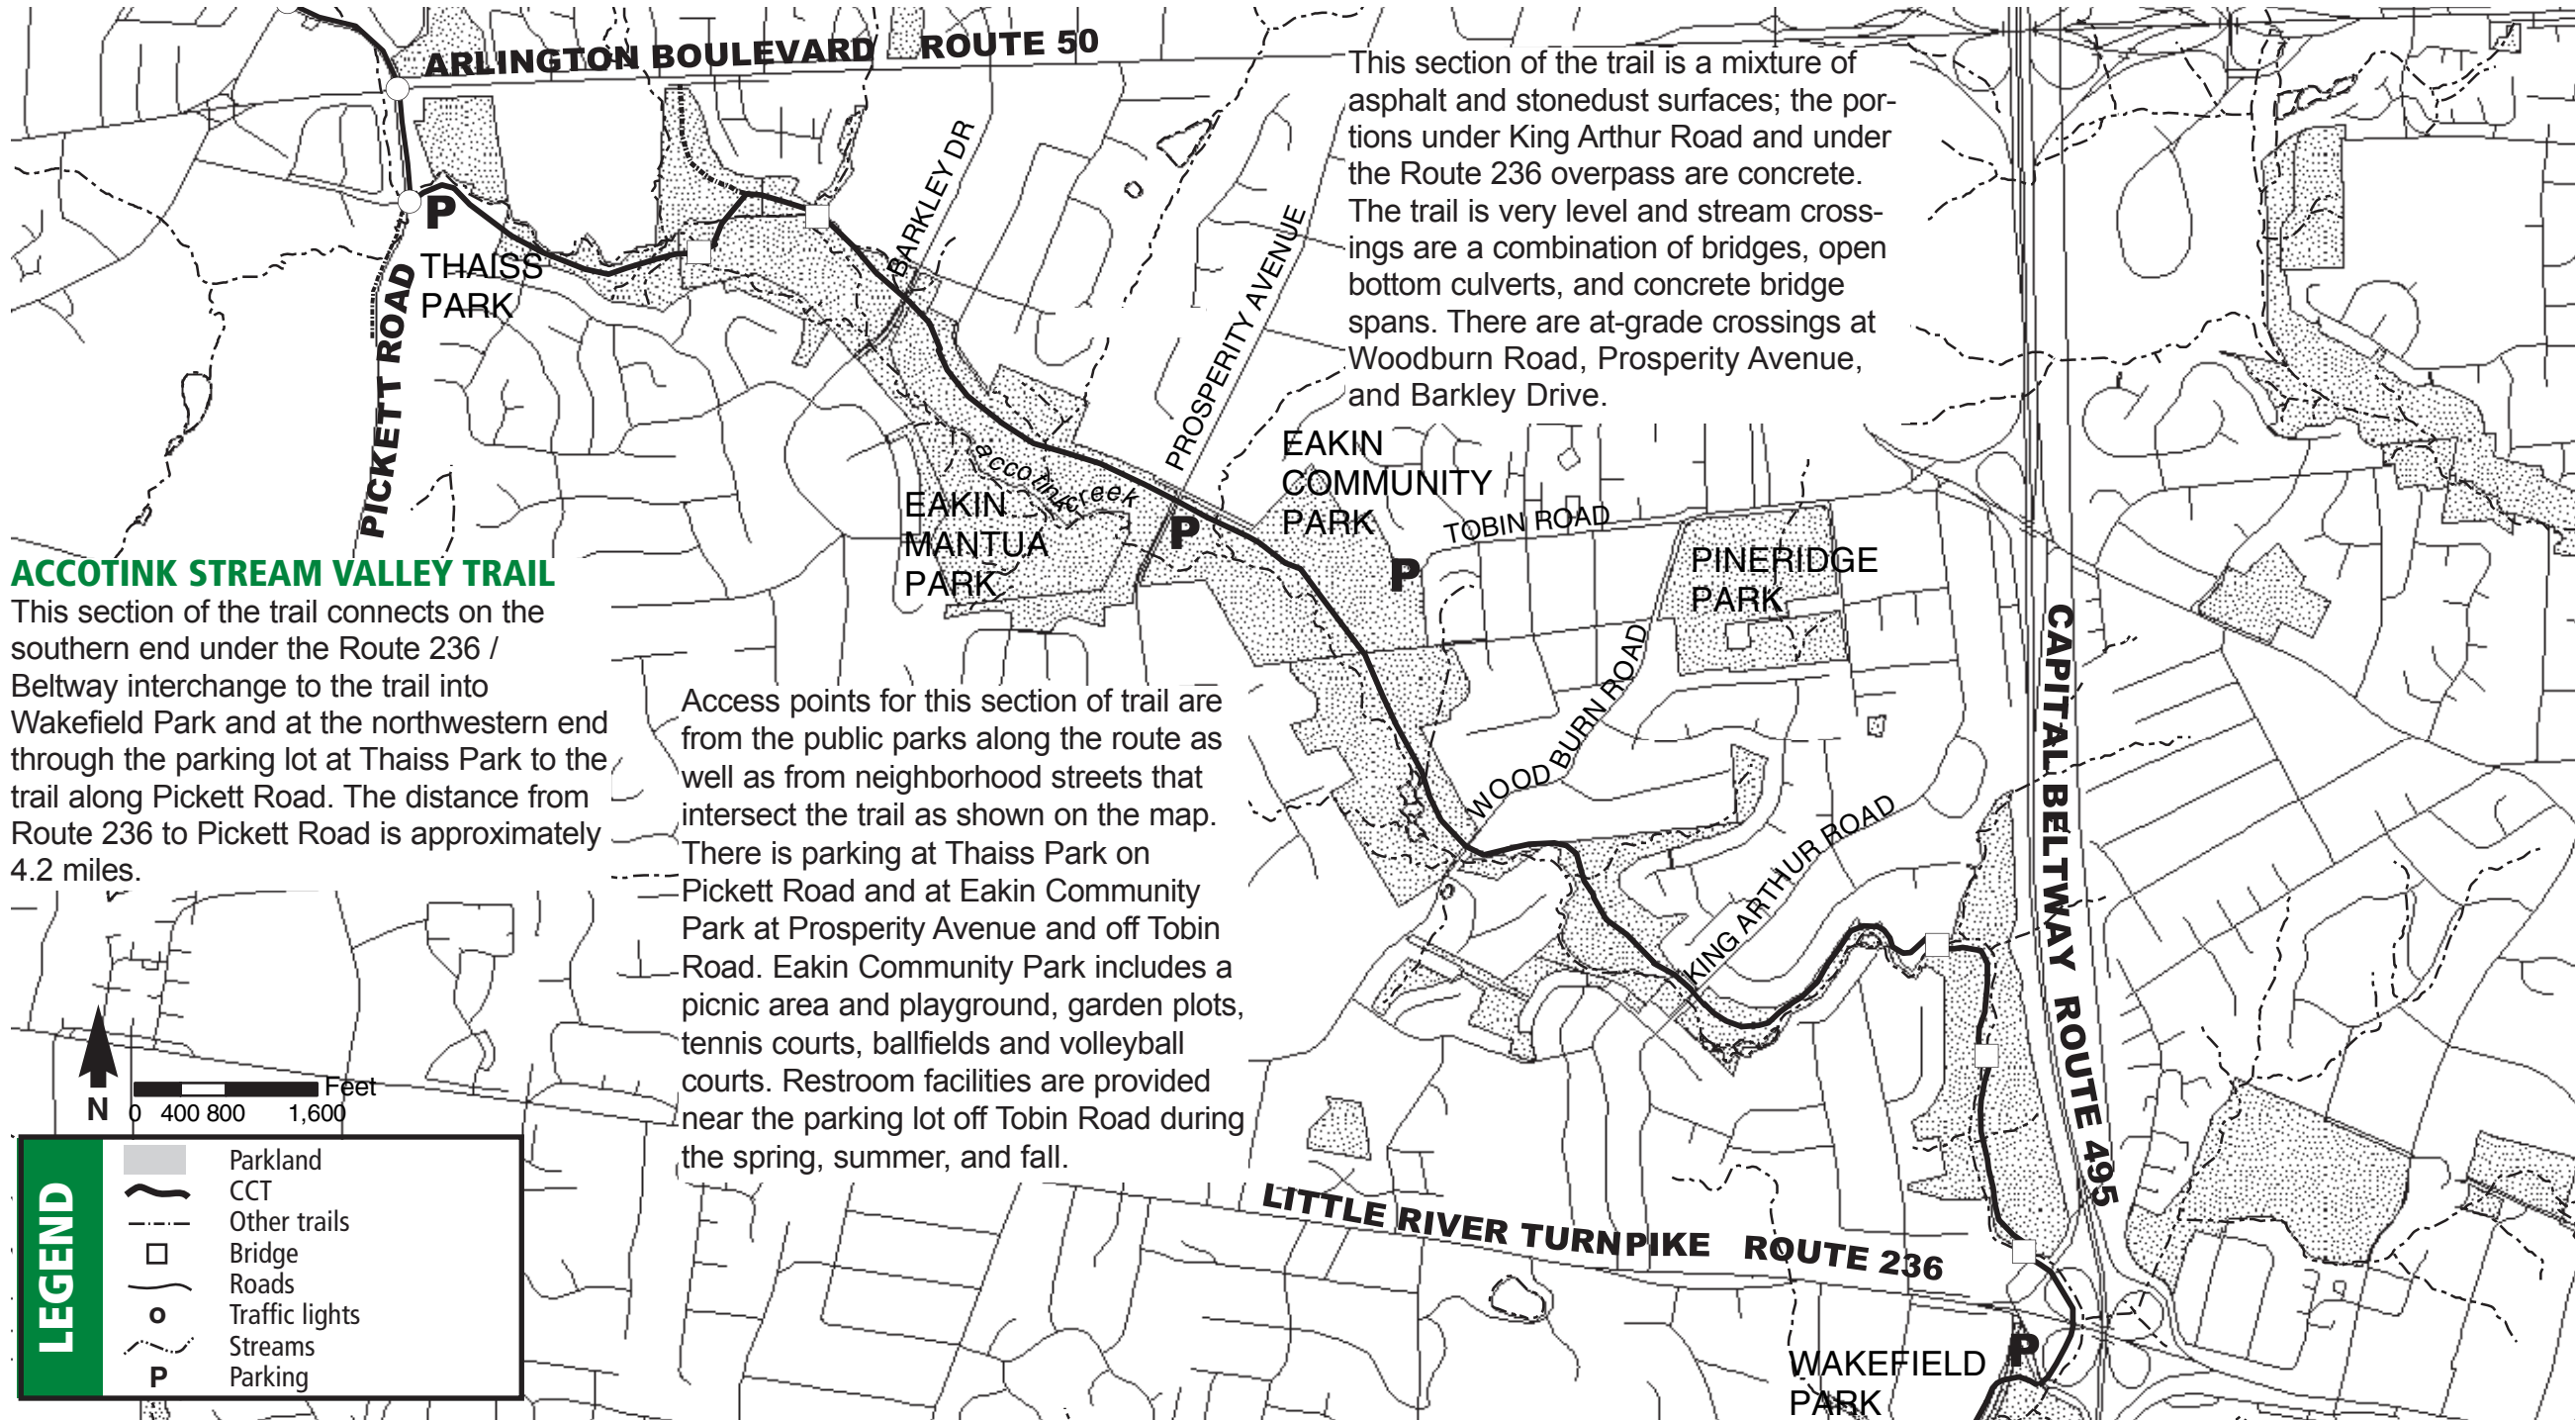 ARLINGTON BOULEVARD ROUTE 50
This section of the trail is a mixture of
asphalt and stonedust surfaces; the por-
tions under King Arthur Road and under
the Route 236 overpass are concrete.
The trail is very level and stream cross-
ings are a combination of bridges, open
bottom culverts, and concrete bridge
spans. There are at-grade crossings at
Woodburn Road, Prosperity Avenue,
and Barkley Drive.
BARKLEY DR
PROSPERITY AVENUE
P
THAISS
PARK
PICKETT ROAD
EAKIN
COMMUNITY
PARK
accotink creek
EAKIN
MANTUA
PARK
P
P
TOBIN ROAD
PINERIDGE
PARK
ACCOTINK STREAM VALLEY TRAIL
This section of the trail connects on the
southern end under the Route 236 /
Beltway interchange to the trail into
Wakefield Park and at the northwestern end
through the parking lot at Thaiss Park to the
trail along Pickett Road. The distance from
Route 236 to Pickett Road is approximately
4.2 miles.
Access points for this section of trail are
from the public parks along the route as
well as from neighborhood streets that
intersect the trail as shown on the map.
There is parking at Thaiss Park on
Pickett Road and at Eakin Community
Park at Prosperity Avenue and off Tobin
Road. Eakin Community Park includes a
picnic area and playground, garden plots,
tennis courts, ballfields and volleyball
courts. Restroom facilities are provided
near the parking lot off Tobin Road during
the spring, summer, and fall.
WOOD BURN ROAD
KING ARTHUR ROAD
CAPITAL BELTWAY ROUTE 495
LITTLE RIVER TURNPIKE ROUTE 236
P
WAKEFIELD
PARK
N
Feet
0 400 800 1,600
LEGEND
Parkland
CCT
Other trails
Bridge
Roads
o Traffic lights
Streams
P Parking